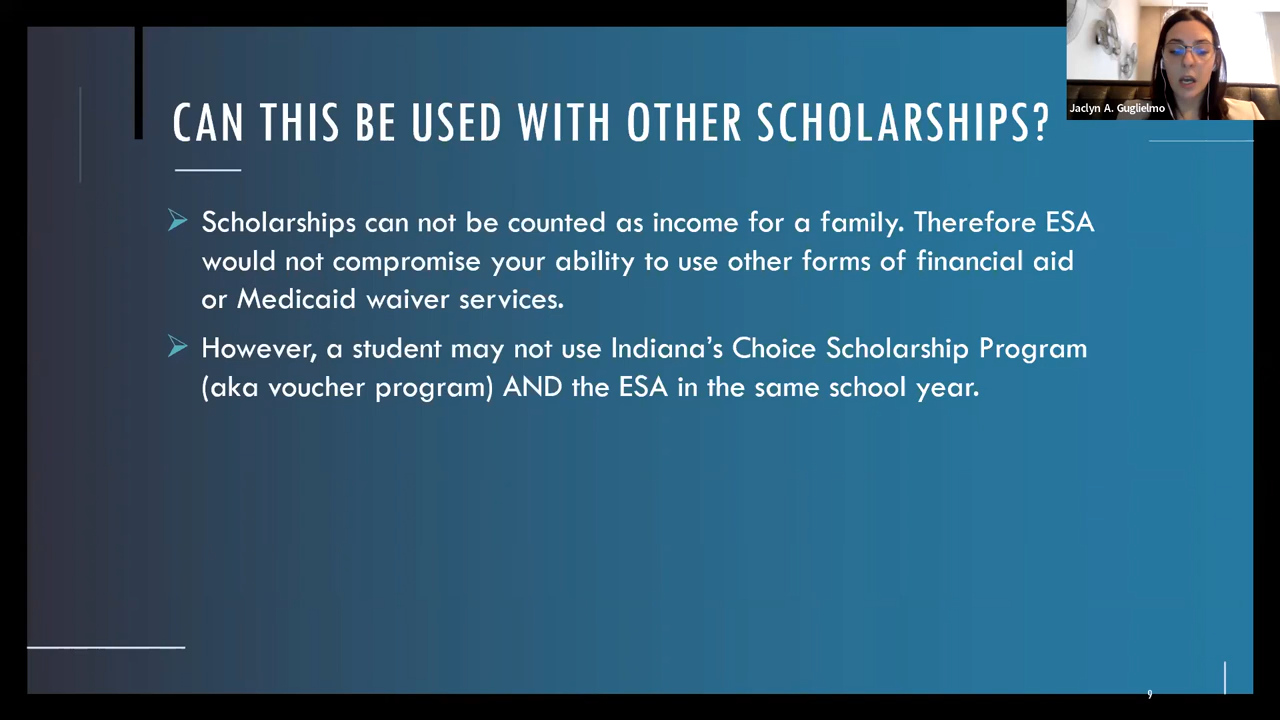 CAN THIS BE USED WITH OTHER SCHOLARSHIPS?
Jaclyn A. Guglielmo
Scholarships can not be counted as income for a family. Therefore ESA
would not compromise your ability to use other forms of financial aid
or Medicaid waiver services.
However, a student may not use Indiana’s Choice Scholarship Program
(aka voucher program) AND the ESA in the same school year.
9